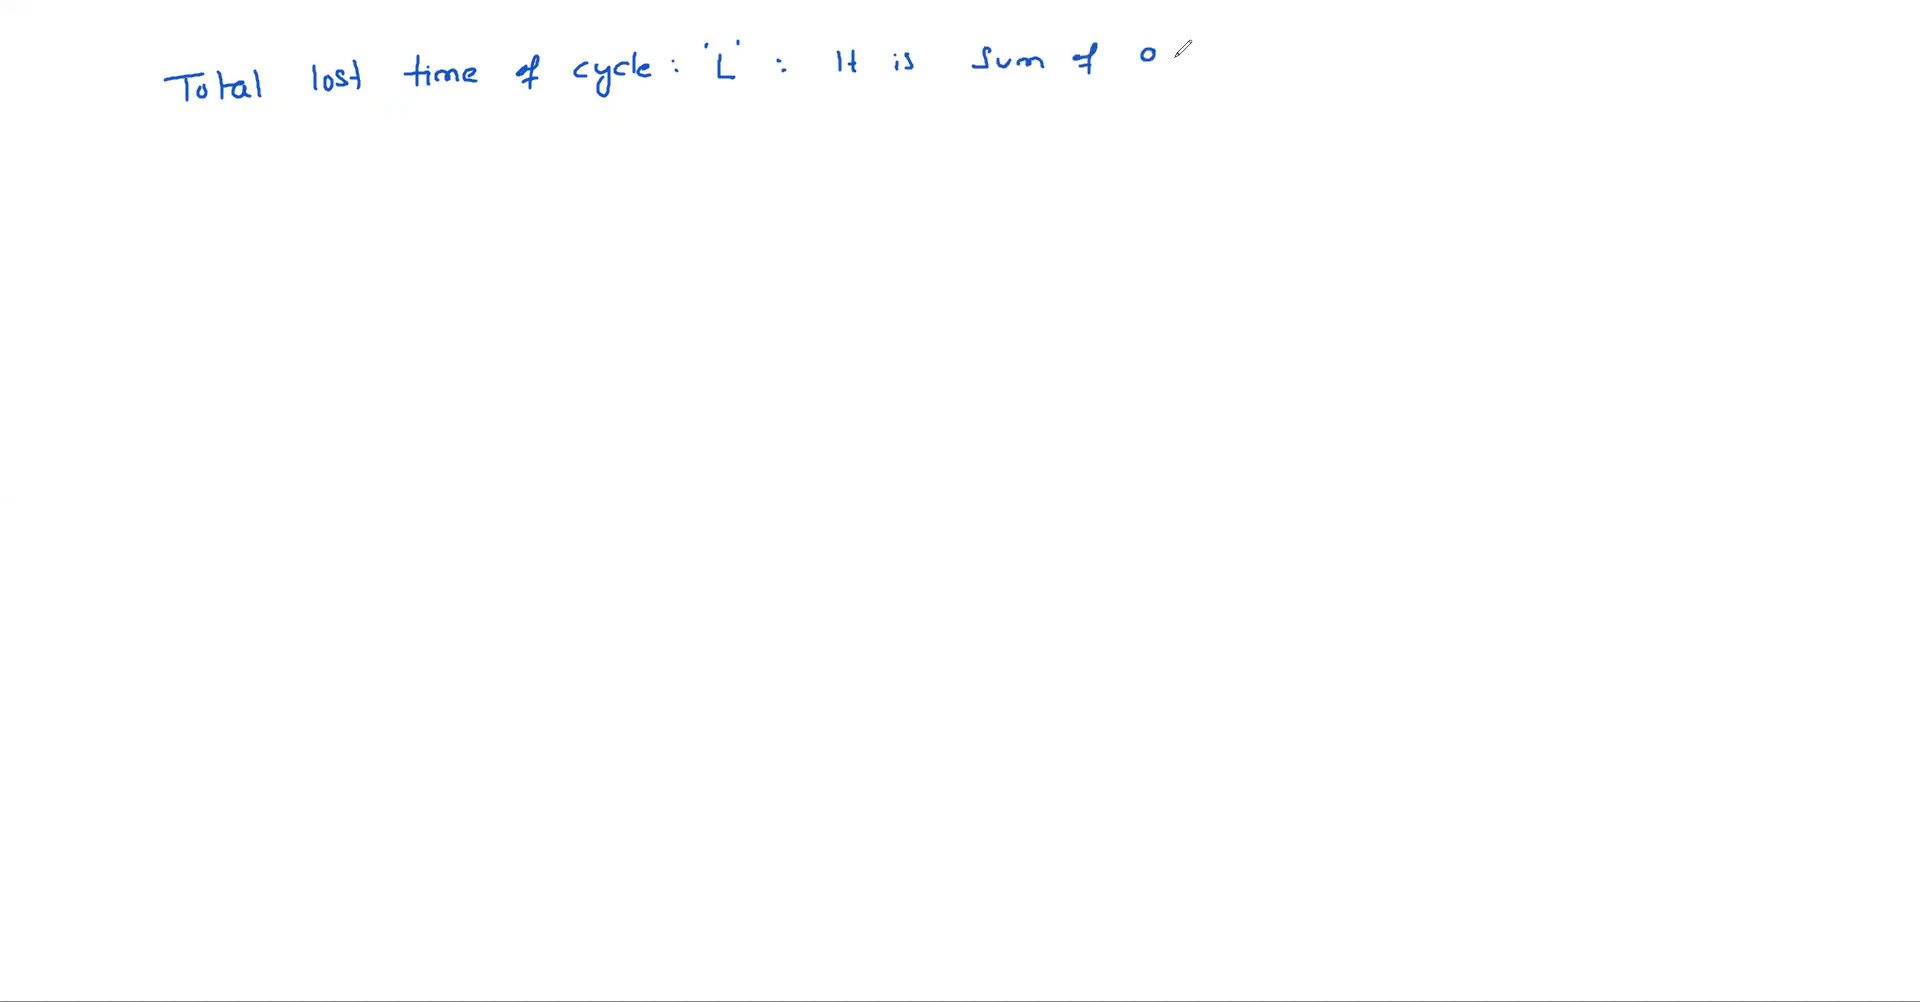 Total lost time of cycle : 'L' : It is sum of o